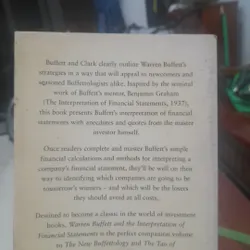 Buffett and Clark clearly outline Warren Buffett's
strategies in a way that will appeal to newcomers and
seasoned Buffettologists alike. Inspired by the seminal
work of Buffett's mentor, Benjamin Graham
(The Interpretation of Financial Statements, 1937),
this book presents Buffett's interpretation of financial
statements with anecdotes and quotes from the master
investor himself.
Once readers complete and master Buffett's simple
financial calculations and methods for interpreting a
company's financial statement, they'll be well on their
way to identifying which companies are going to be
tomorrow's winners – and which will be the ones
they should avoid at all costs.
Destined to become a classic in the world of investment
books, Warren Buffett and the Interpretation of
Financial Statements is the perfect companion volume
to The New Buffettology and The Tao of